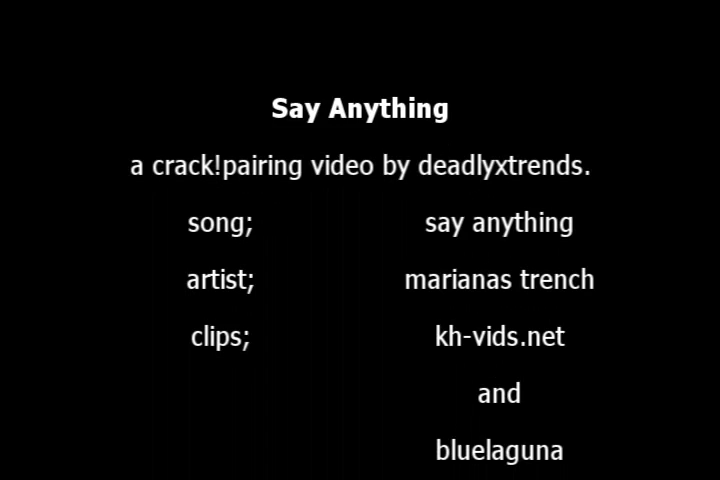 Say Anything
a crack!pairing video by deadlyxtrends.
song; say anything
artist; marianas trench
clips; kh-vids.net
and
bluelaguna